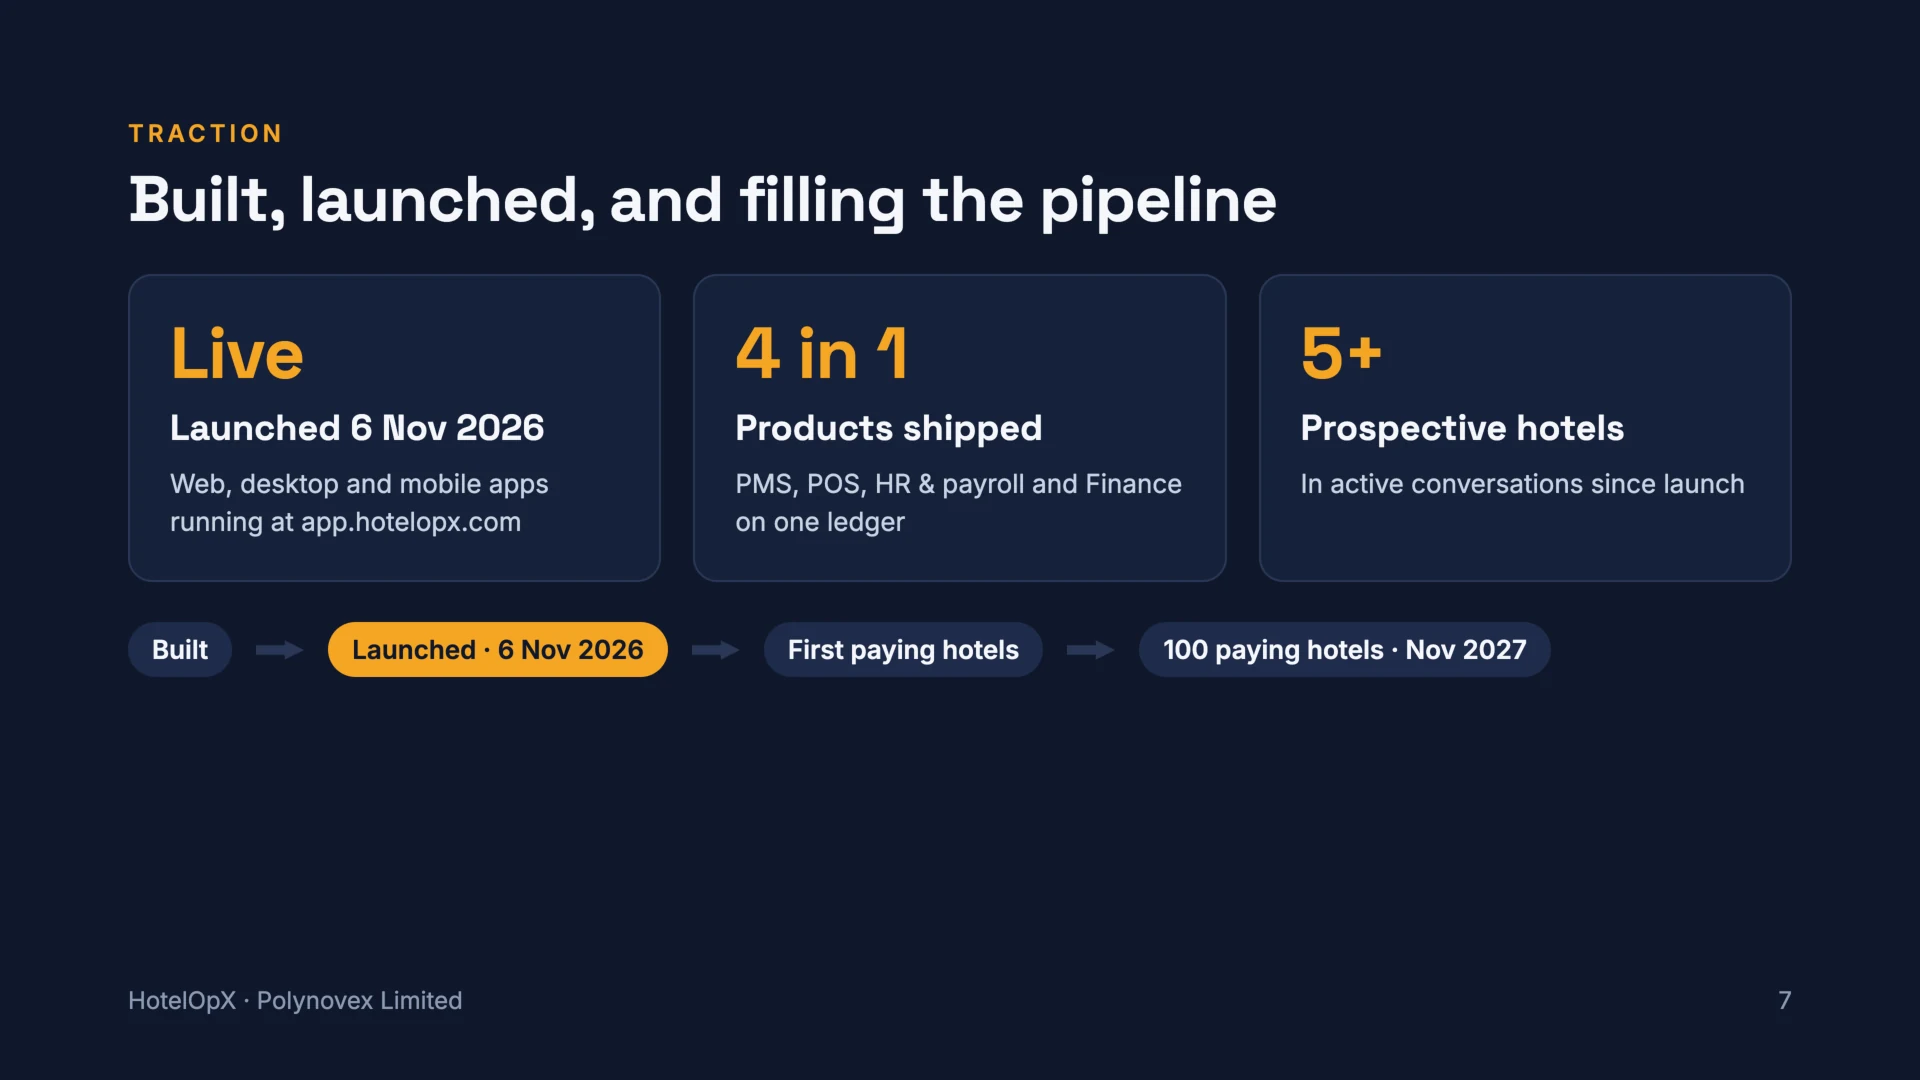 TRACTION
Built, launched, and filling the pipeline
Live
Launched 6 Nov 2026
Web, desktop and mobile apps
running at app.hotelopx.com
4 in 1
Products shipped
PMS, POS, HR & payroll and Finance
on one ledger
5+
Prospective hotels
In active conversations since launch
Built
Launched · 6 Nov 2026
First paying hotels
100 paying hotels · Nov 2027
HotelOpX · Polynovex Limited
7